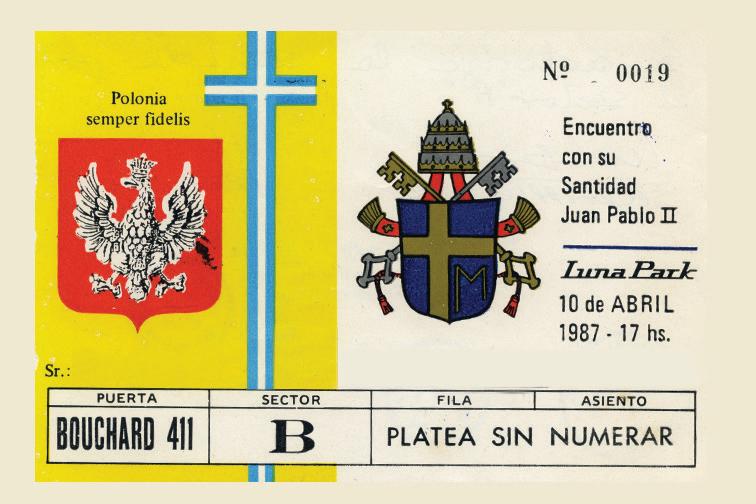 Polonia
semper fidelis
Nº 0019
Encuentro
con su
Santidad
Juan Pablo II
Luna Park
10 de ABRIL
1987 - 17 hs.
M
Sr.:
PUERTA SECTOR FILA ASIENTO
BOUCHARD 411 B PLATEA SIN NUMERAR